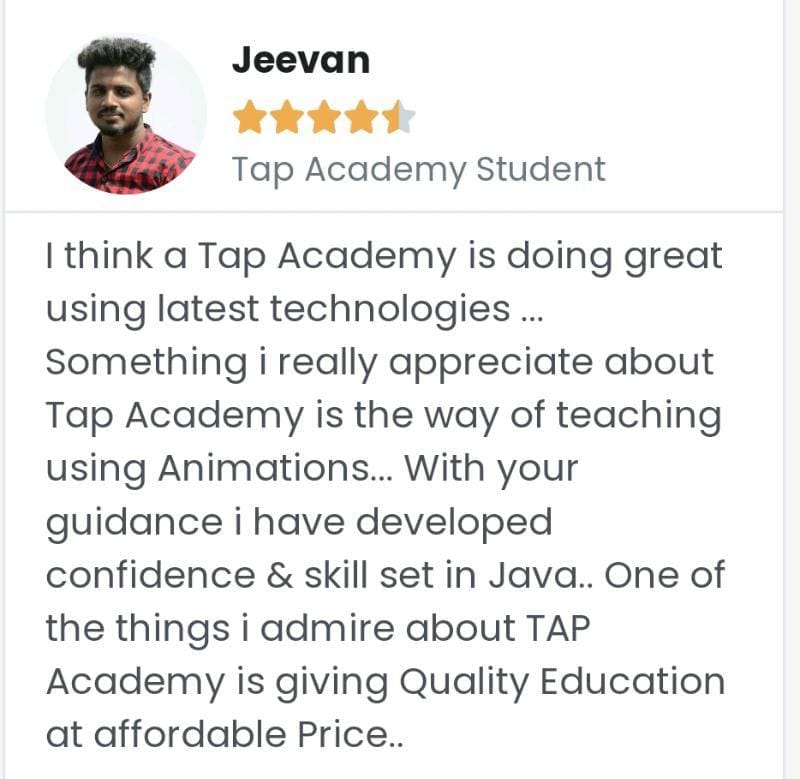 Jeevan
Tap Academy Student
I think a Tap Academy is doing great
using latest technologies ...
Something i really appreciate about
Tap Academy is the way of teaching
using Animations... With your
guidance i have developed
confidence & skill set in Java.. One of
the things i admire about TAP
Academy is giving Quality Education
at affordable Price..